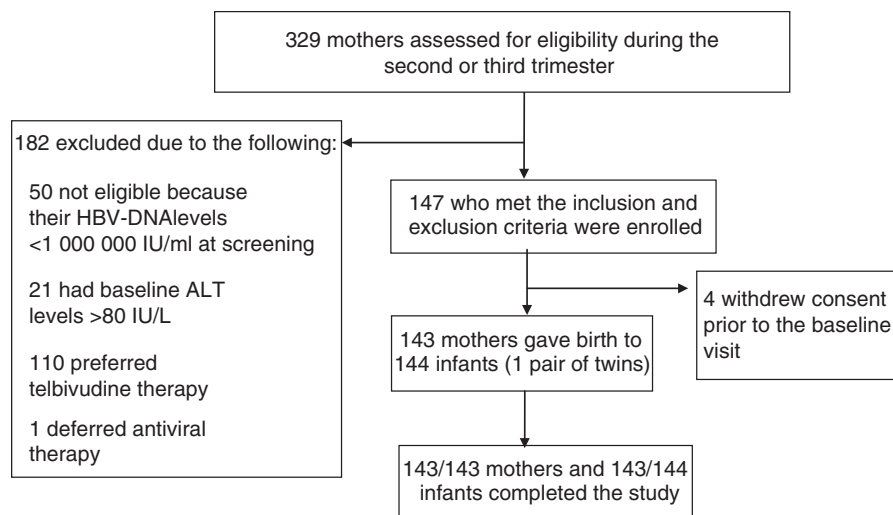 329 mothers assessed for eligibility during the
second or third trimester
182 excluded due to the following:
50 not eligible because
their HBV-DNAlevels
<1 000 000 IU/ml at screening
21 had baseline ALT
levels >80 IU/L
110 preferred
telbivudine therapy
1 deferred antiviral
therapy
147 who met the inclusion and
exclusion criteria were enrolled
4 withdrew consent
prior to the baseline
visit
143 mothers gave birth to
144 infants (1 pair of twins)
143/143 mothers and 143/144
infants completed the study